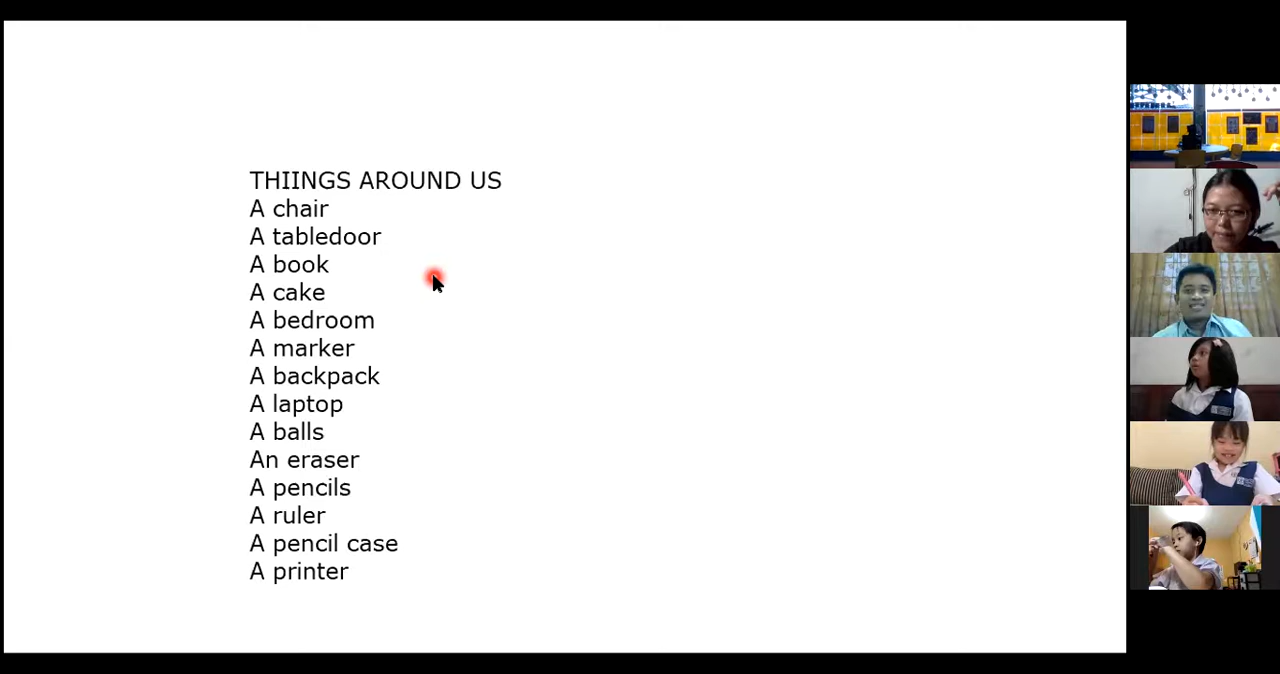 THIINGS AROUND US
A chair
A tabledoor
A book
A cake
A bedroom
A marker
A backpack
A laptop
A balls
An eraser
A pencils
A ruler
A pencil case
A printer